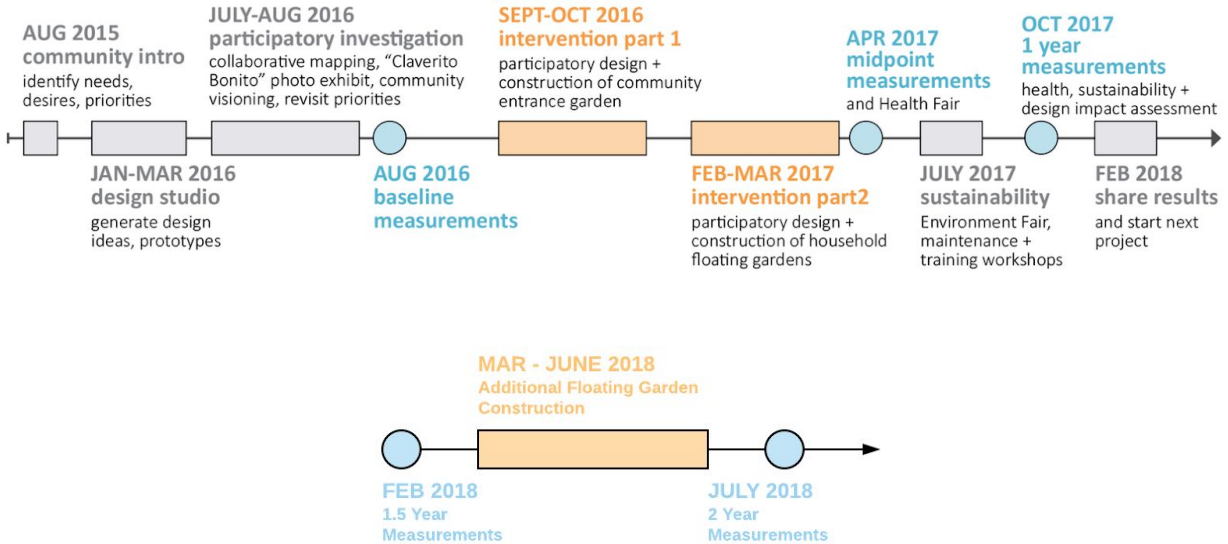 AUG 2015
community intro
identify needs,
desires, priorities
JULY-AUG 2016
participatory investigation
collaborative mapping, “Claverito
Bonito” photo exhibit, community
visioning, revisit priorities
SEPT-OCT 2016
intervention part 1
participatory design +
construction of community
entrance garden
APR 2017
midpoint
measurements
and Health Fair
OCT 2017
1 year
measurements
health, sustainability +
design impact assessment
JAN-MAR 2016
design studio
generate design
ideas, prototypes
AUG 2016
baseline
measurements
FEB-MAR 2017
intervention part2
participatory design +
construction of household
floating gardens
JULY 2017
sustainability
Environment Fair,
maintenance +
training workshops
FEB 2018
share results
and start next
project
MAR - JUNE 2018
Additional Floating Garden
Construction
FEB 2018
1.5 Year
Measurements
JULY 2018
2 Year
Measurements